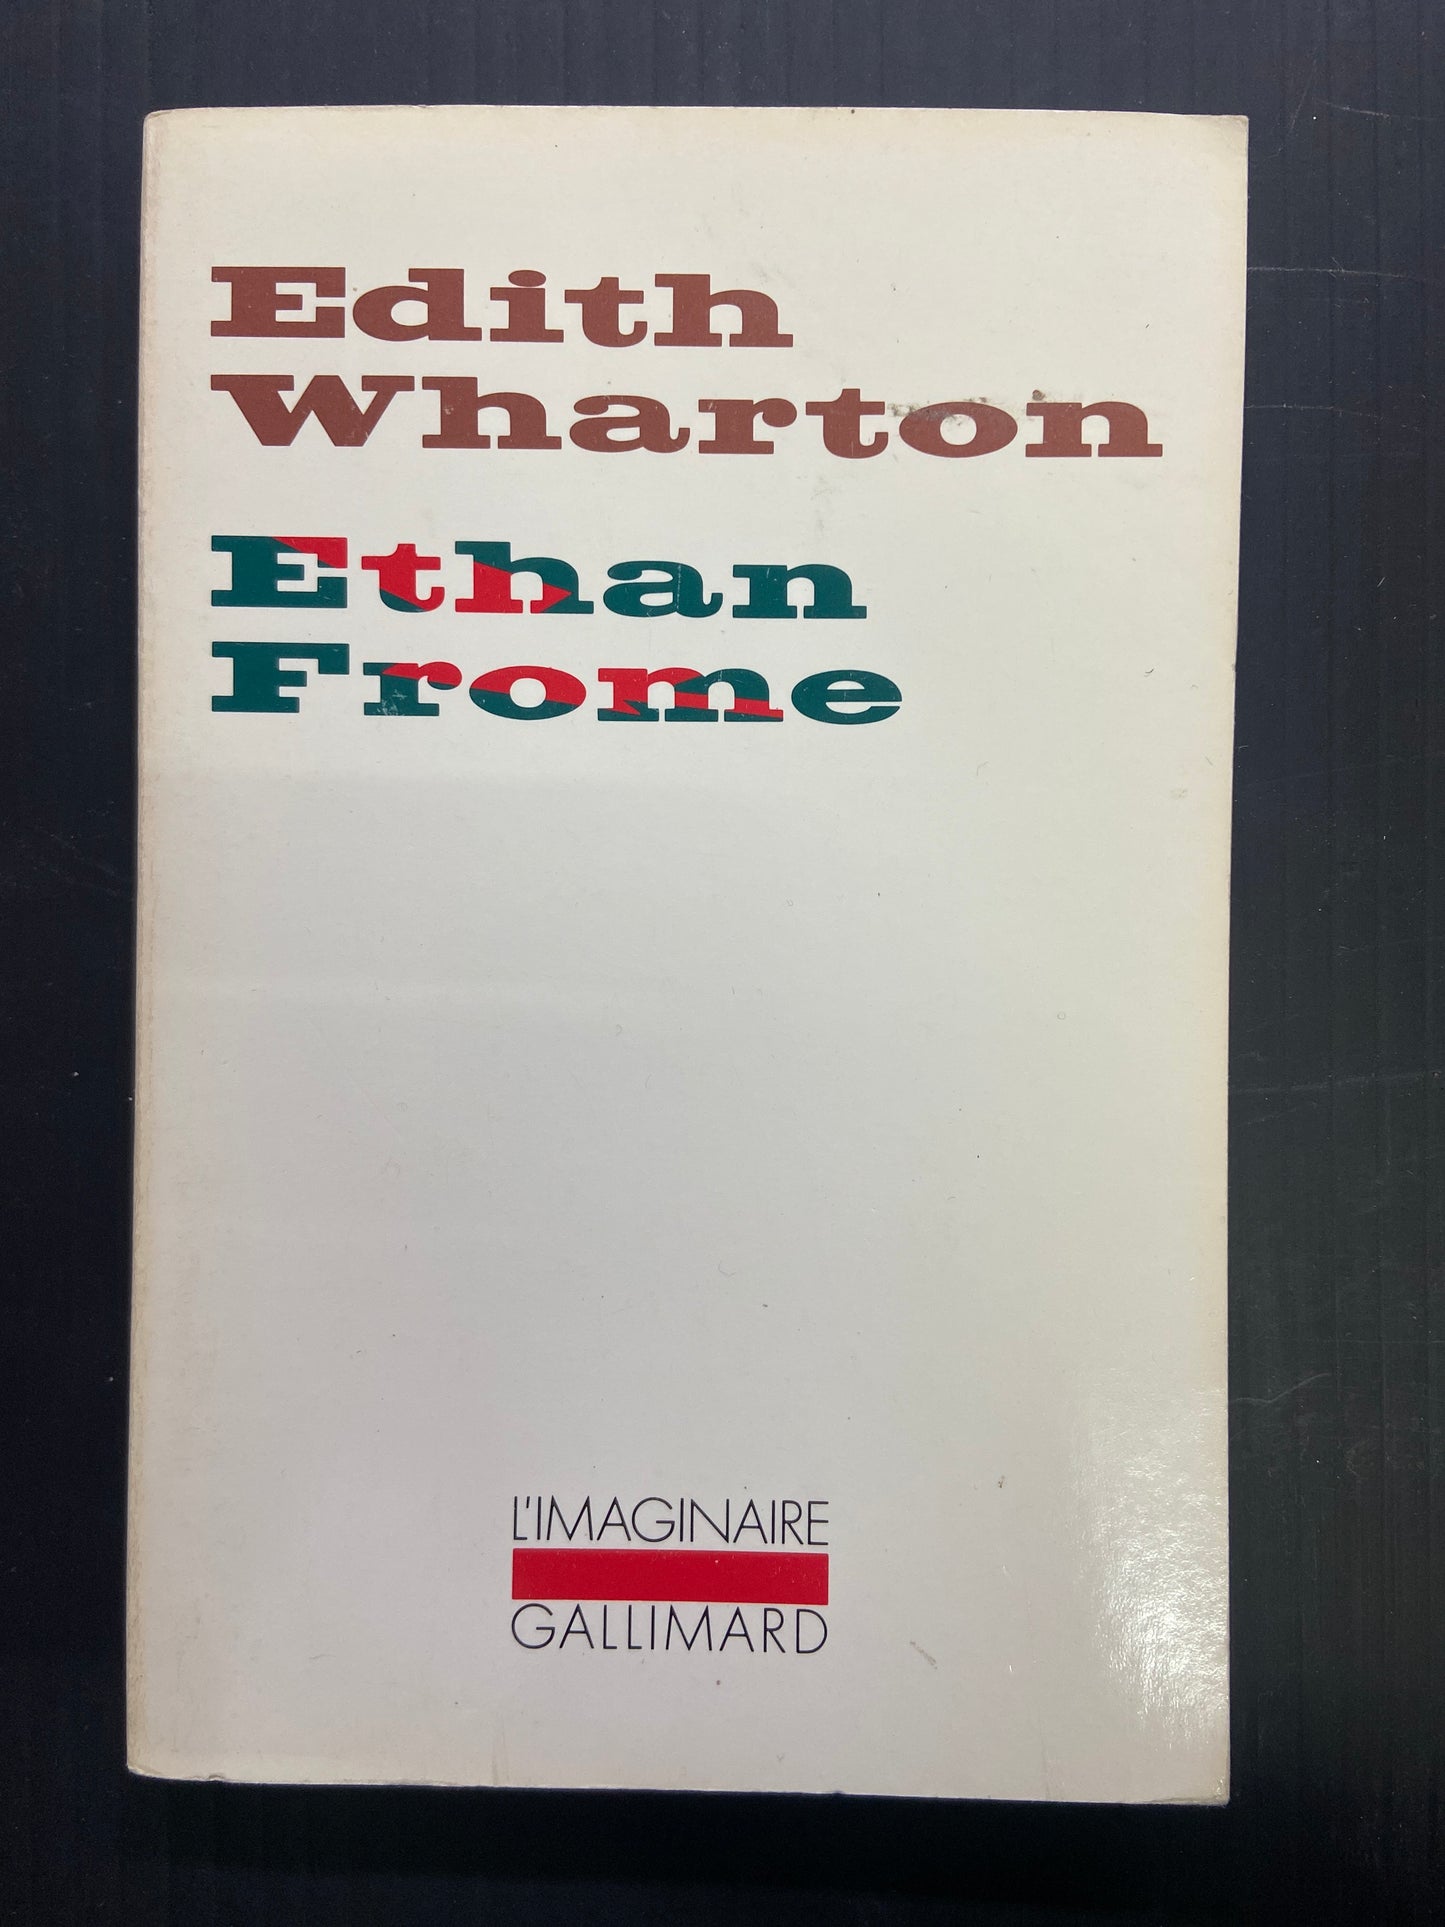 Edith
Wharton
Ethan
Frome
L'IMAGINAIRE
GALLIMARD